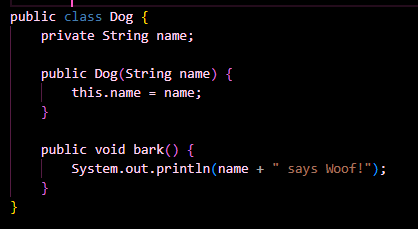 public class Dog {
    private String name;

    public Dog(String name) {
        this.name = name;
    }

    public void bark() {
        System.out.println(name + " says Woof!");
    }
}